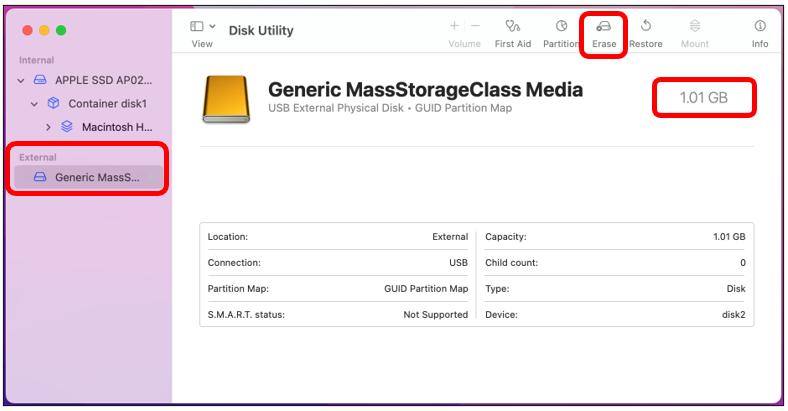 Disk Utility
View
Volume
First Aid
Partition
Erase
Restore
Mount
Info
Internal
APPLE SSD AP02...
Container disk1
Macintosh H...
External
Generic MassS...
Generic MassStorageClass Media
USB External Physical Disk • GUID Partition Map
1.01 GB
Location: External
Capacity: 1.01 GB
Connection: USB
Child count: 0
Partition Map: GUID Partition Map
Type: Disk
S.M.A.R.T. status: Not Supported
Device: disk2